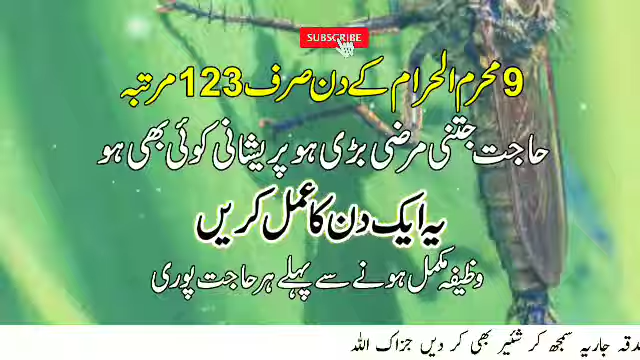 SUBSCRIBE
9 محرم الحرام کے دن صرف 123 مرتبہ
حاجت جتنی مرضی بڑی ہو پریشانی کوئی بھی ہو
یہ ایک دن کا عمل کریں
وظیفہ مکمل ہونے سے پہلے ہر حاجت پوری
دقہ جاریہ سمجھ کر شئیر بھی کر دیں جزاک اللہ